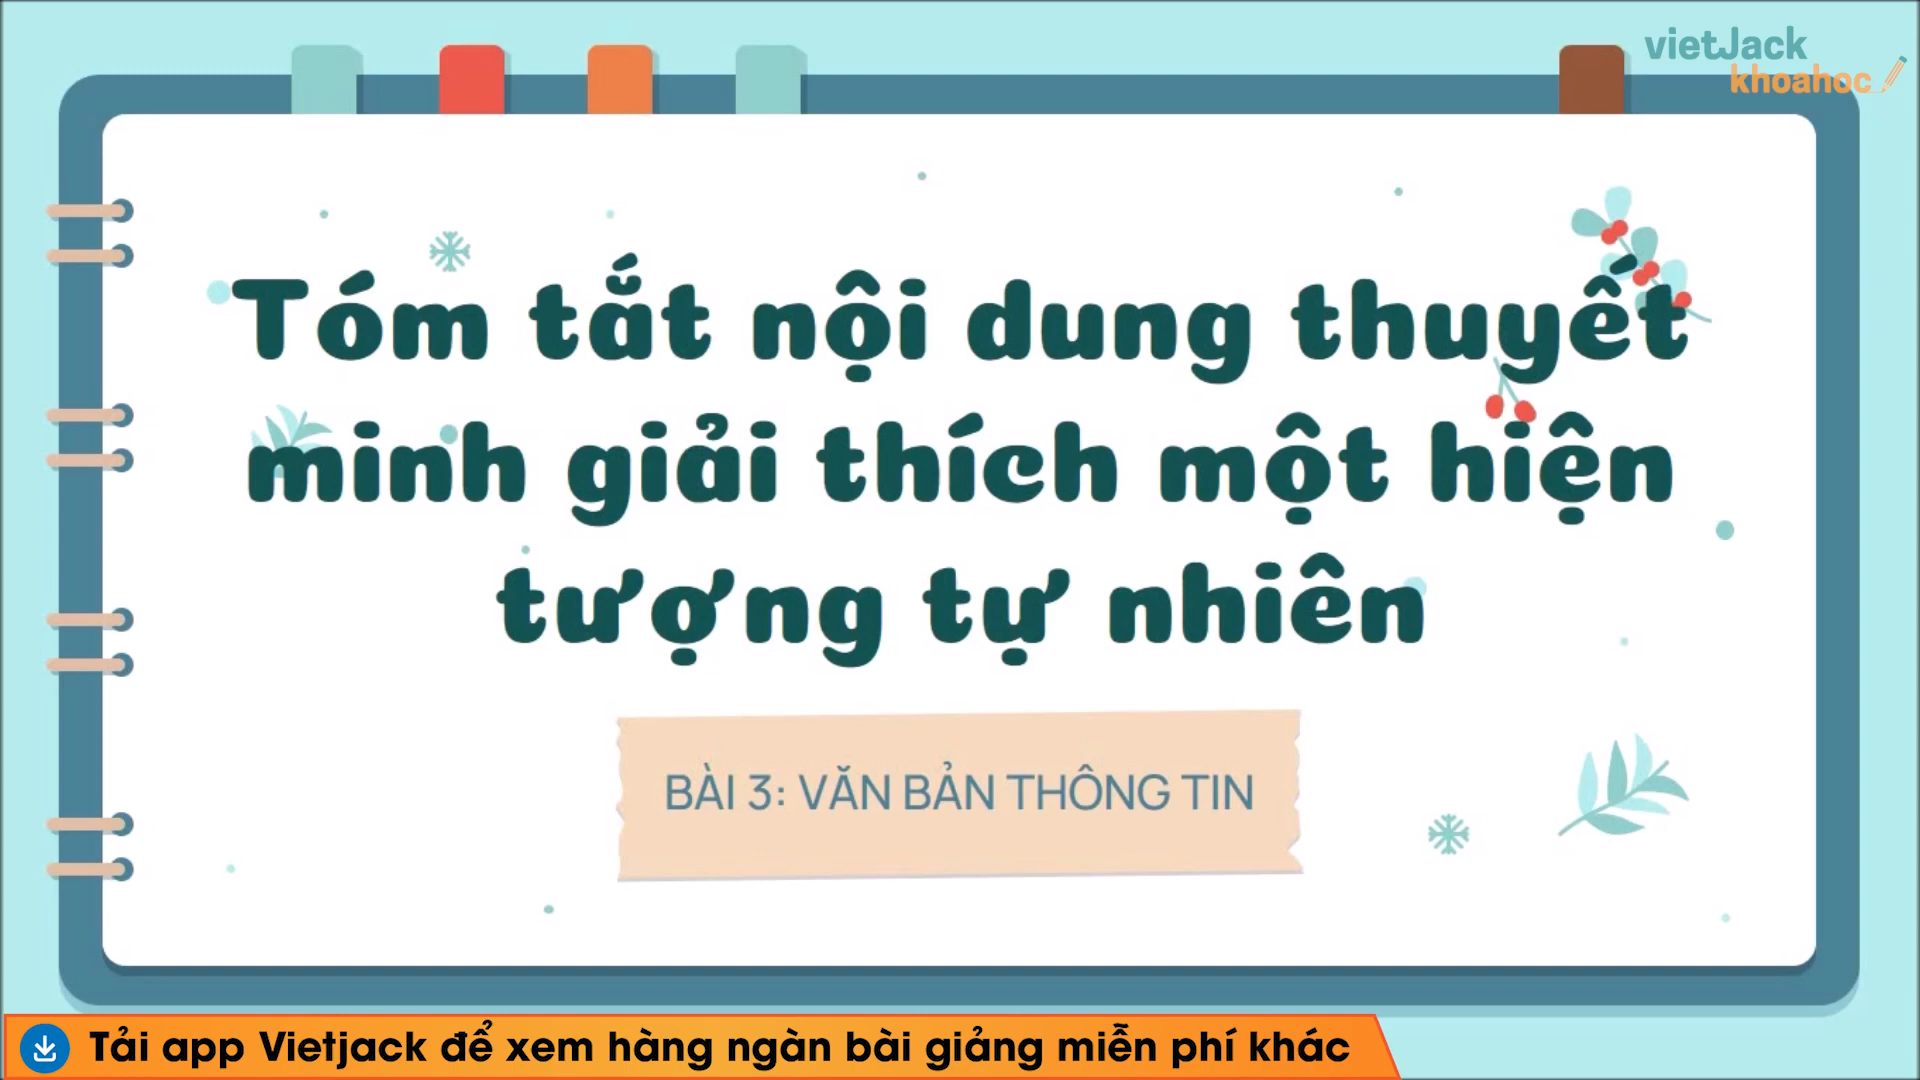 vietJack
khoahoc
Tóm tắt nội dung thuyết
minh giải thích một hiện
tượng tự nhiên
BÀI 3: VĂN BẢN THÔNG TIN
Tải app Vietjack để xem hàng ngàn bài giảng miễn phí khác